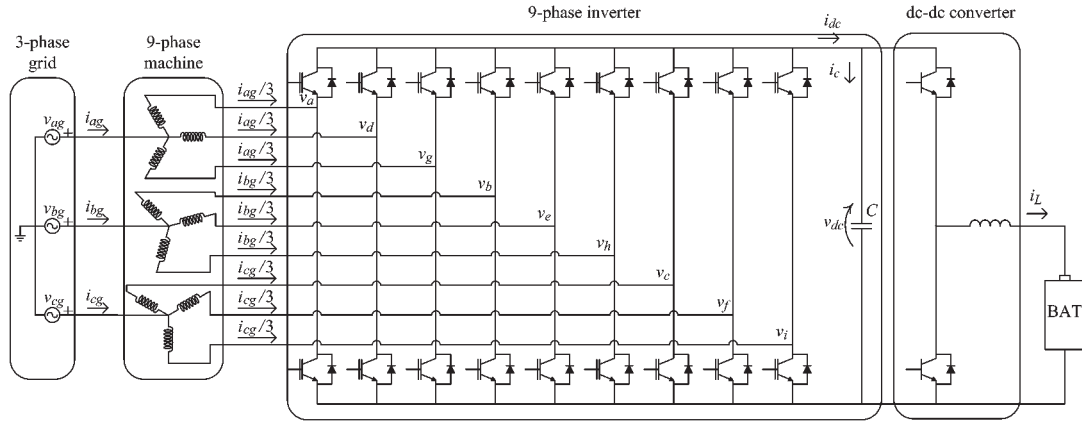 9-phase inverter
dc-dc converter
3-phase
grid
9-phase
machine
i_dc
i_c
i_ag/3
v_a
v_ag
i_ag
i_ag/3
v_d
i_ag/3
v_g
i_bg/3
v_b
v_bg
i_bg
i_bg/3
v_e
v_dc
C
i_L
i_bg/3
v_h
i_cg/3
v_c
v_cg
i_cg
i_cg/3
v_f
BAT
i_cg/3
v_i
+
+
+